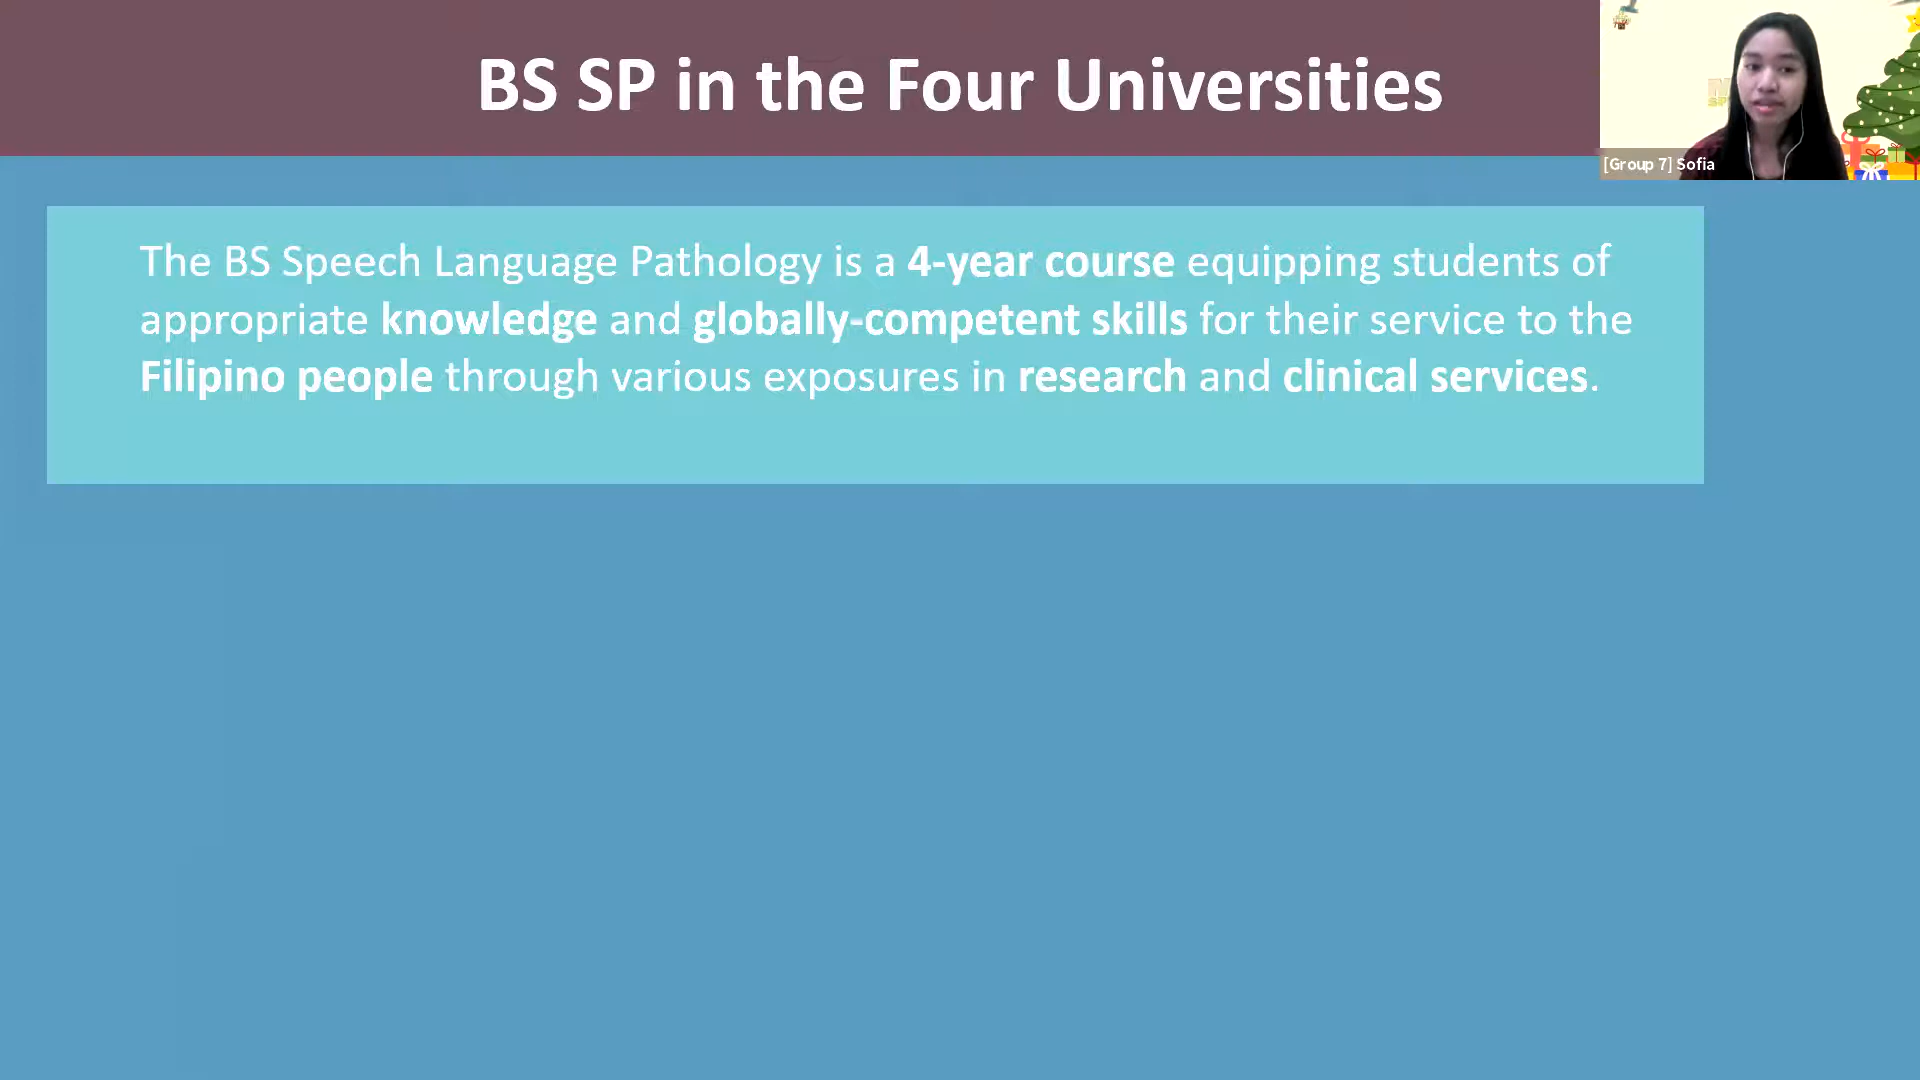 BS SP in the Four Universities
[Group 7] Sofia
The BS Speech Language Pathology is a 4-year course equipping students of
appropriate knowledge and globally-competent skills for their service to the
Filipino people through various exposures in research and clinical services.